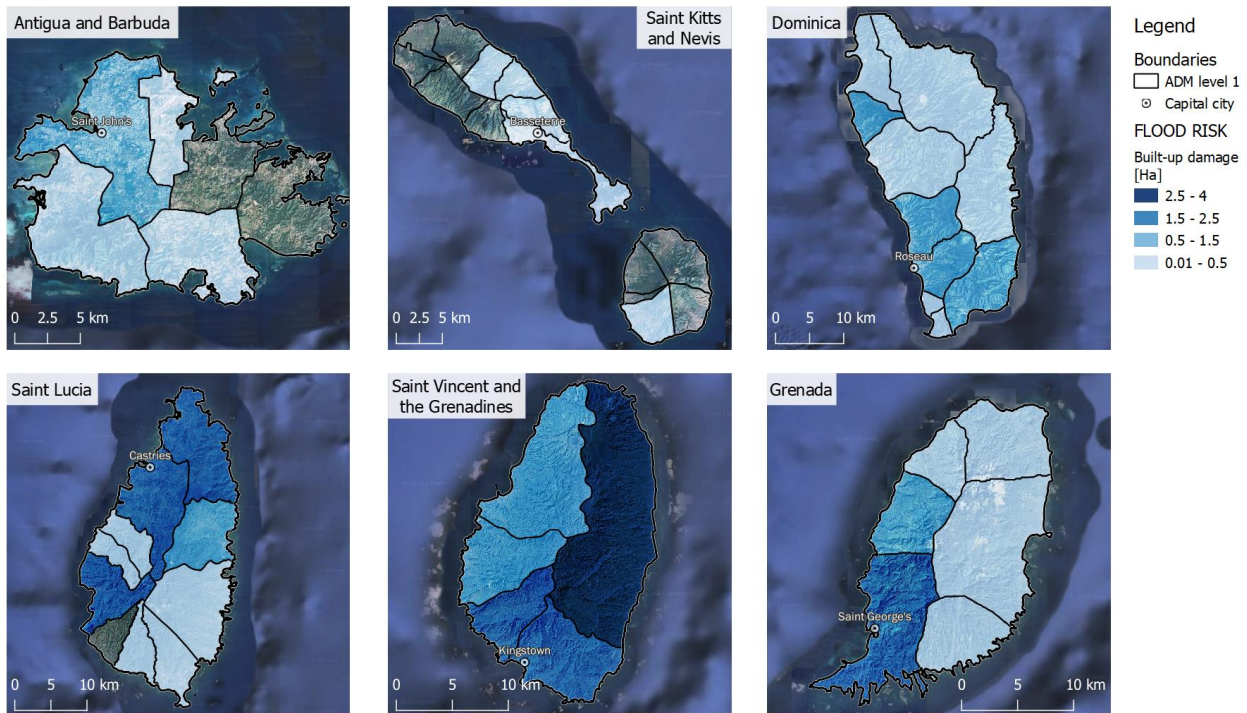 Antigua and Barbuda
Saint John's
0 2.5 5 km
Saint Kitts
and Nevis
Basseterre
0 2.5 5 km
Dominica
Roseau
0 5 10 km
Legend
Boundaries
ADM level 1
Capital city
FLOOD RISK
Built-up damage
[Ha]
2.5 - 4
1.5 - 2.5
0.5 - 1.5
0.01 - 0.5
Saint Lucia
Castries
0 5 10 km
Saint Vincent and
the Grenadines
Kingstown
0 5 10 km
Grenada
Saint George's
0 5 10 km